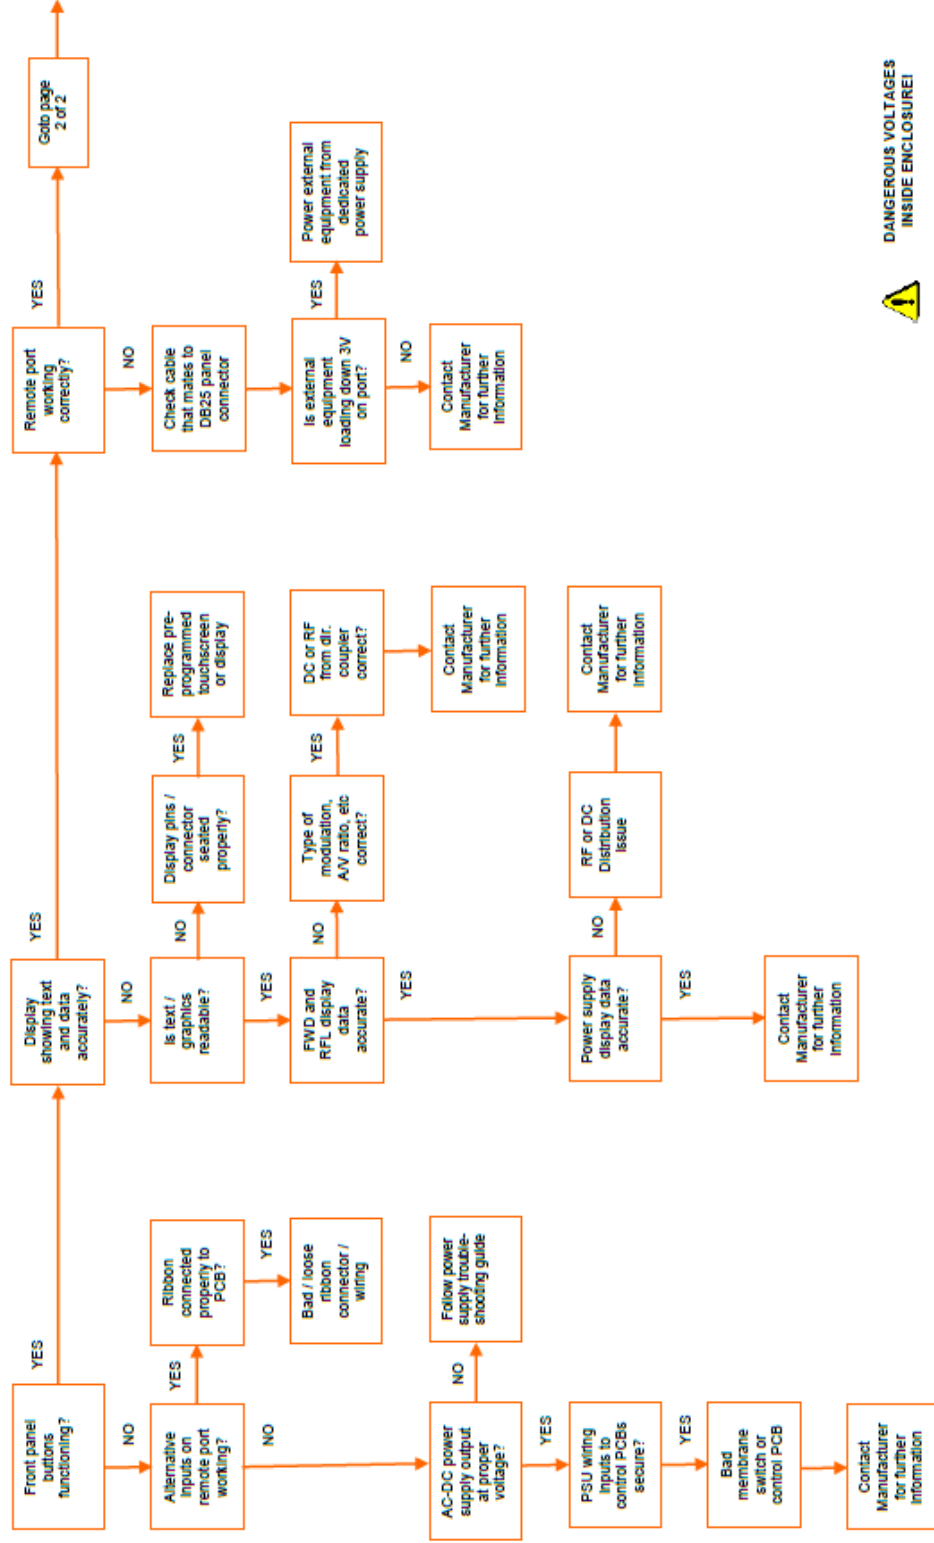 Front panel
buttons
functioning?
YES
NO
Alternative
Inputs on
remote port
working?
YES
Ribbon
connected
properly to
PCB?
YES
Bad / loose
ribbon
connector /
wiring
NO
AC-DC power
supply output
at proper
voltage?
NO
Follow power
supply trouble-
shooting guide
YES
PSU wiring
Inputs to
control PCBs
secure?
YES
Bad
membrane
switch or
control PCB
Contact
Manufacturer
for further
Information
Display
showing text
and data
accurately?
YES
NO
Is text /
graphics
readable?
NO
Display pins /
connector
seated
properly?
YES
Replace pre-
programmed
touchscreen
or display
YES
FWD and
RFL display
data
accurate?
NO
Type of
modulation,
A/V ratio, etc
correct?
YES
DC or RF
from dir.
coupler
correct?
Contact
Manufacturer
for further
Information
YES
Power supply
display data
accurate?
NO
RF or DC
Distribution
Issue
Contact
Manufacturer
for further
Information
YES
Contact
Manufacturer
for further
Information
Remote port
working
correctly?
YES
Goto page
2 of 2
NO
Check cable
that mates to
DB25 panel
connector
Is external
equipment
loading down 3V
on port?
YES
Power external
equipment from
dedicated
power supply
NO
Contact
Manufacturer
for further
Information
DANGEROUS VOLTAGES
INSIDE ENCLOSURE!